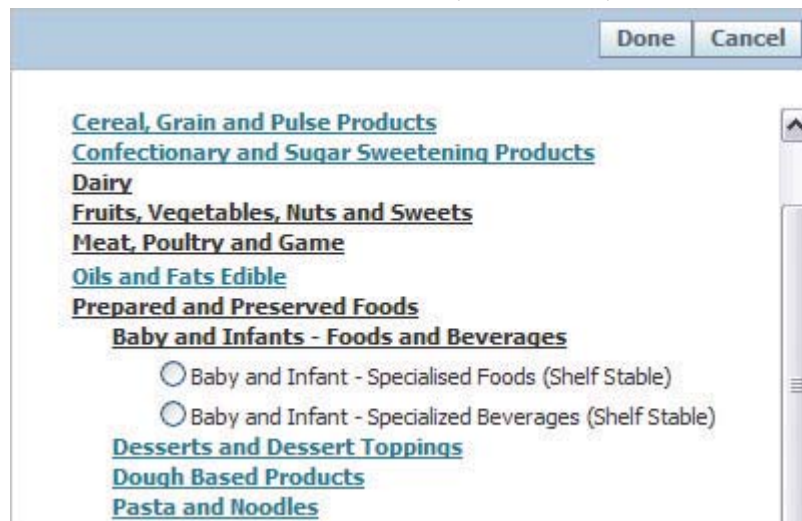 Done Cancel
Cereal, Grain and Pulse Products
Confectionary and Sugar Sweetening Products
Dairy
Fruits, Vegetables, Nuts and Sweets
Meat, Poultry and Game
Oils and Fats Edible
Prepared and Preserved Foods
Baby and Infants - Foods and Beverages
Baby and Infant - Specialised Foods (Shelf Stable)
Baby and Infant - Specialized Beverages (Shelf Stable)
Desserts and Dessert Toppings
Dough Based Products
Pasta and Noodles